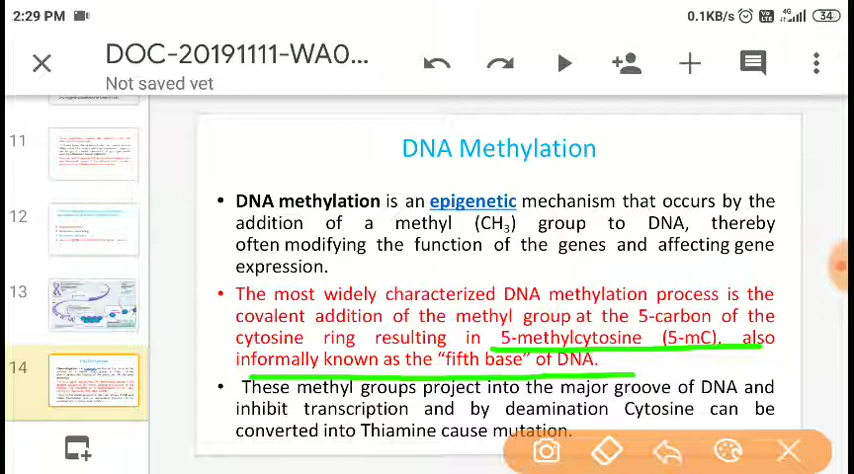 2:29 PM
0.1KB/s
4G
34
DOC-20191111-WA0...
Not saved yet
11
12
13
14
DNA Methylation
• DNA methylation is an epigenetic mechanism that occurs by the
addition of a methyl (CH₃) group to DNA, thereby
often modifying the function of the genes and affecting gene
expression.
• The most widely characterized DNA methylation process is the
covalent addition of the methyl group at the 5-carbon of the
cytosine ring resulting in 5-methylcytosine (5-mC), also
informally known as the “fifth base” of DNA.
• These methyl groups project into the major groove of DNA and
inhibit transcription and by deamination Cytosine can be
converted into Thiamine cause mutation.